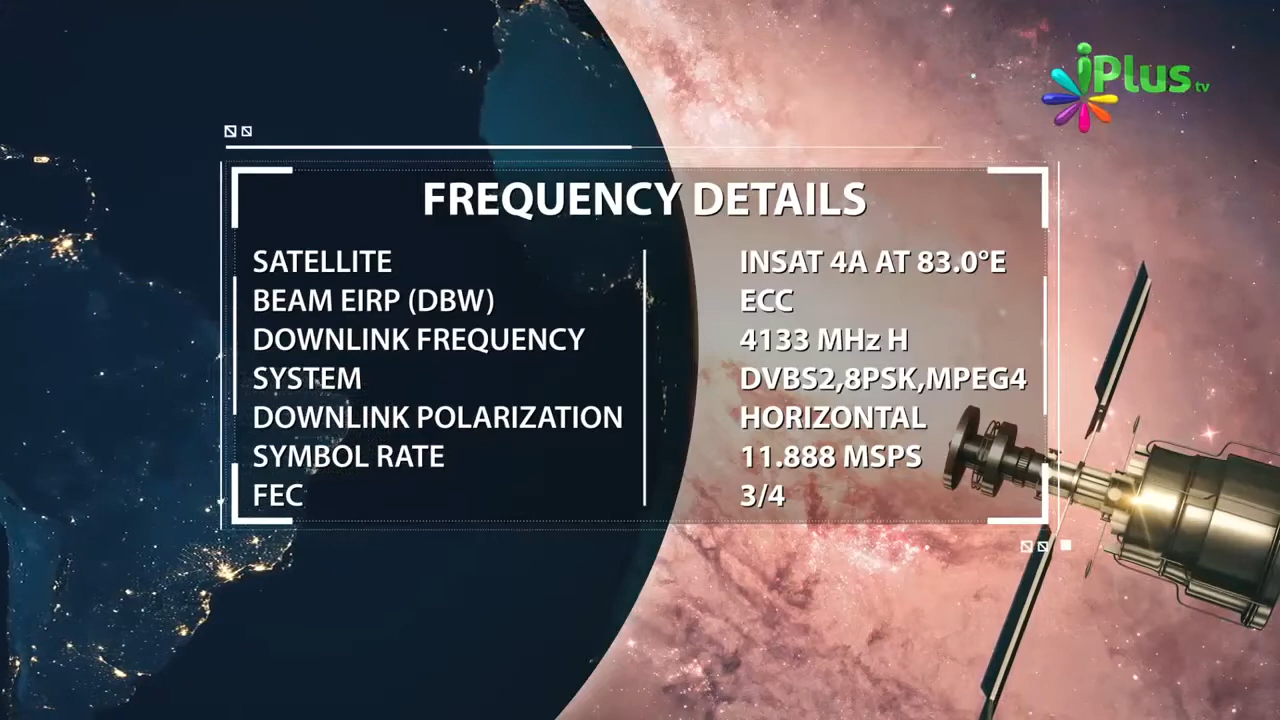 iPlus tv
FREQUENCY DETAILS
SATELLITE INSAT 4A AT 83.0°E
BEAM EIRP (DBW) ECC
DOWNLINK FREQUENCY 4133 MHz H
SYSTEM DVBS2,8PSK,MPEG4
DOWNLINK POLARIZATION HORIZONTAL
SYMBOL RATE 11.888 MSPS
FEC 3/4